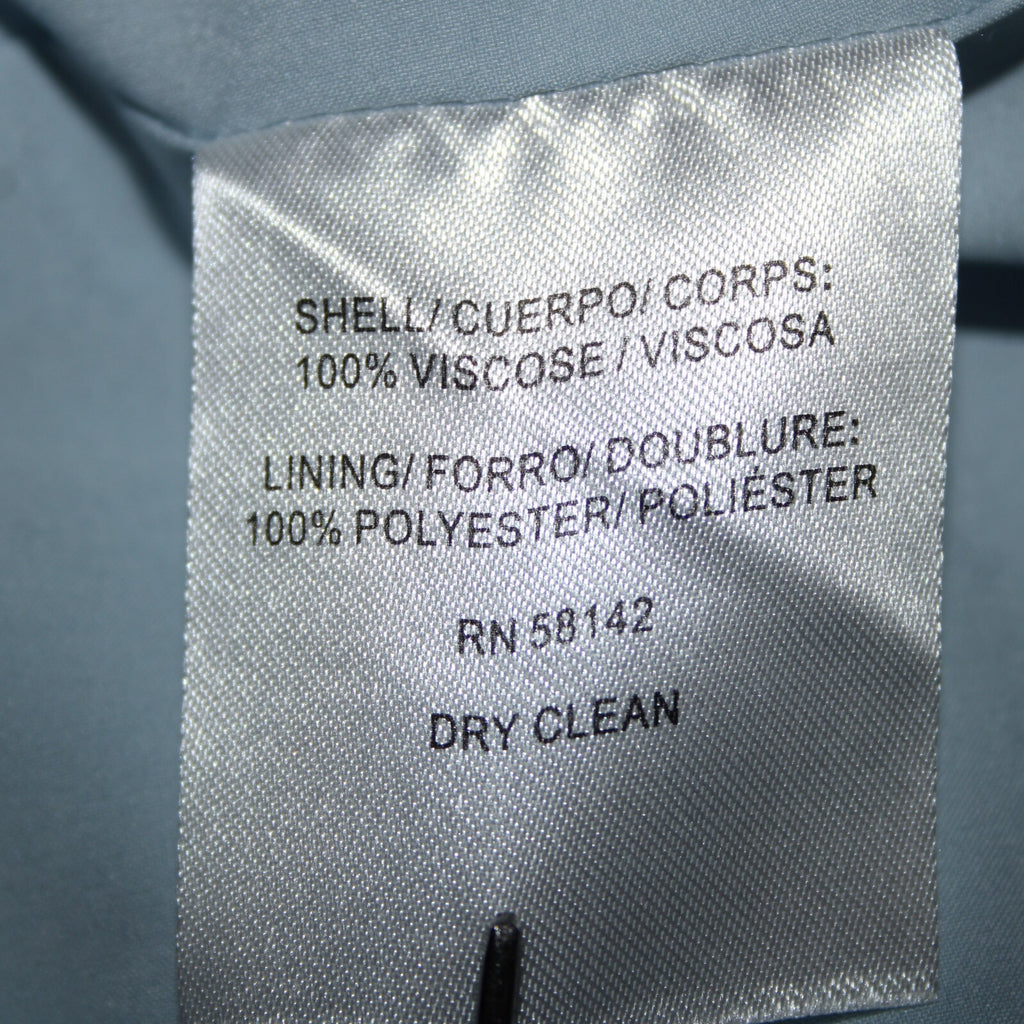 SHELL/ CUERPO/ CORPS:
100% VISCOSE / VISCOSA
LINING/ FORRO/ DOUBLURE:
100% POLYESTER/ POLIÉSTER
RN 58142
DRY CLEAN